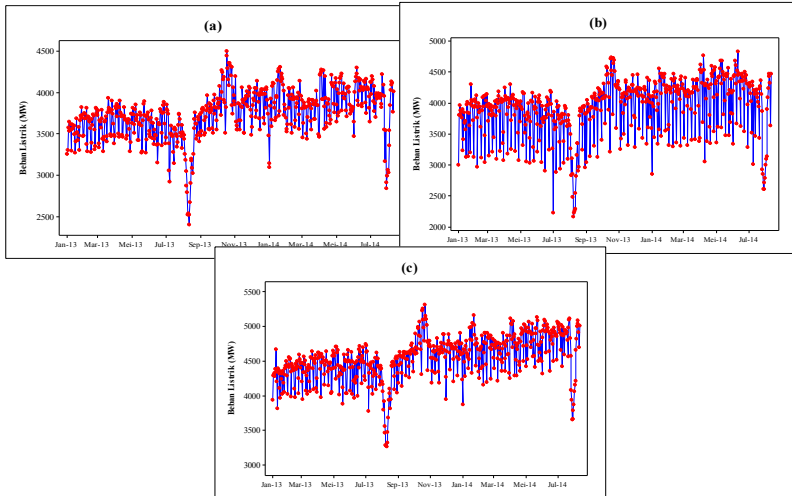 (a)
Beban Listrik (MW)
4500
4000
3500
3000
2500
Jan-13 Mar-13 Mei-13 Jul-13 Sep-13 Nov-13 Jan-14 Mar-14 Mei-14 Jul-14
(b)
Beban Listrik (MW)
5000
4500
4000
3500
3000
2500
2000
Jan-13 Mar-13 Mei-13 Jul-13 Sep-13 Nov-13 Jan-14 Mar-14 Mei-14 Jul-14
(c)
Beban Listrik (MW)
5500
5000
4500
4000
3500
3000
Jan-13 Mar-13 Mei-13 Jul-13 Sep-13 Nov-13 Jan-14 Mar-14 Mei-14 Jul-14